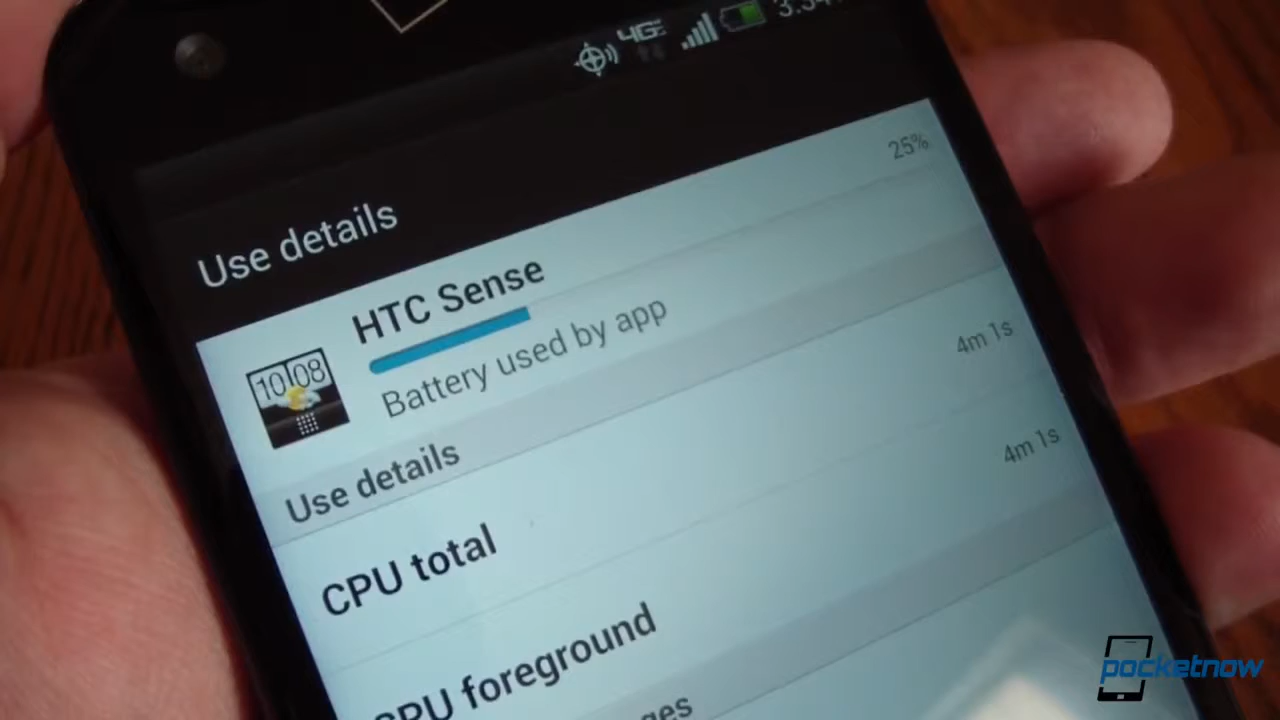 4G
Use details
HTC Sense
25%
Battery used by app
10 08
Use details
CPU total
4m 1s
CPU foreground
4m 1s
pocketnow